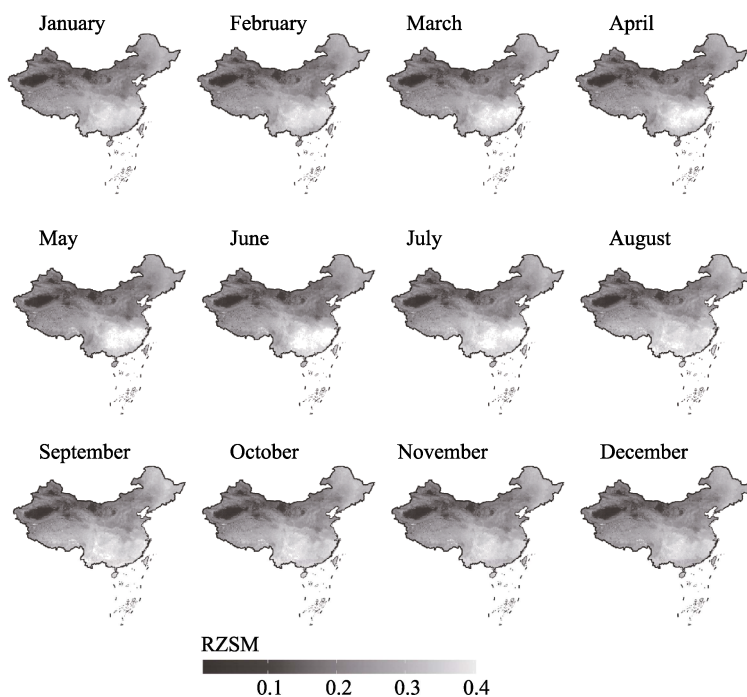 January February March April
May June July August
September October November December
RZSM
0.1 0.2 0.3 0.4